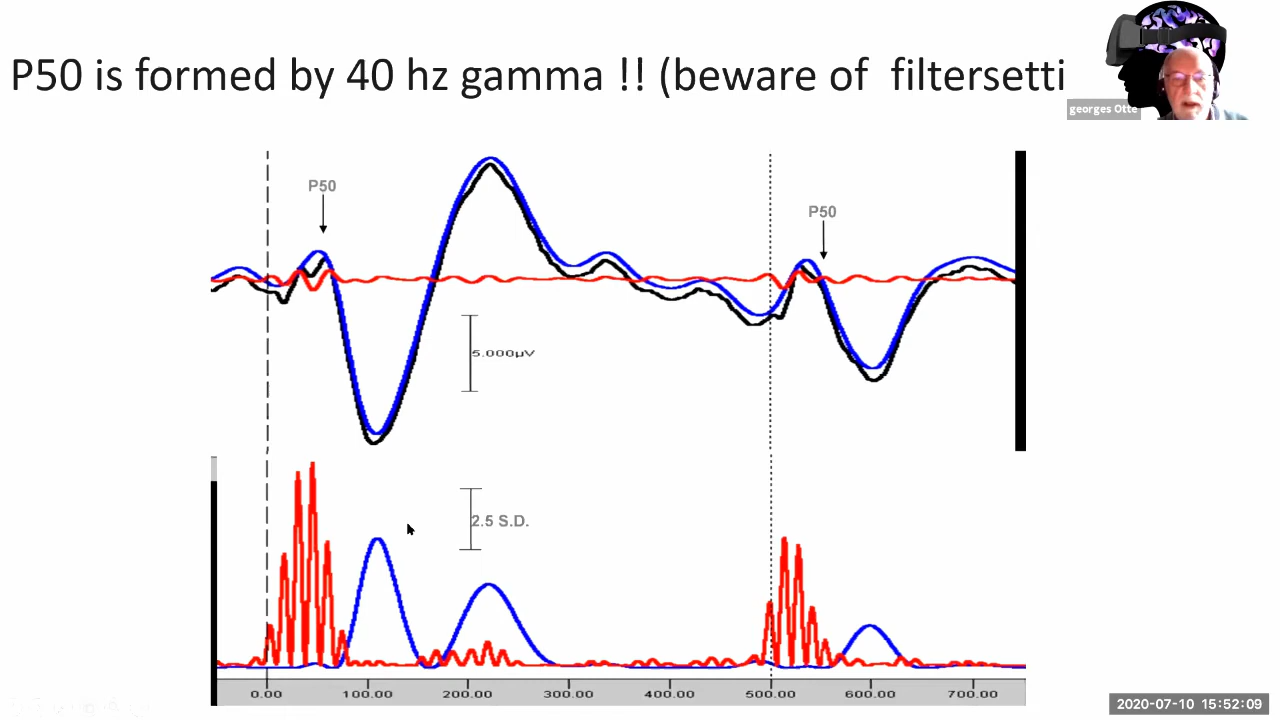 P50 is formed by 40 hz gamma !! (beware of filtersetti
georges Otte
P50
P50
5.000µV
2.5 S.D.
0.00 100.00 200.00 300.00 400.00 500.00 600.00 700.00
2020-07-10 15:52:09